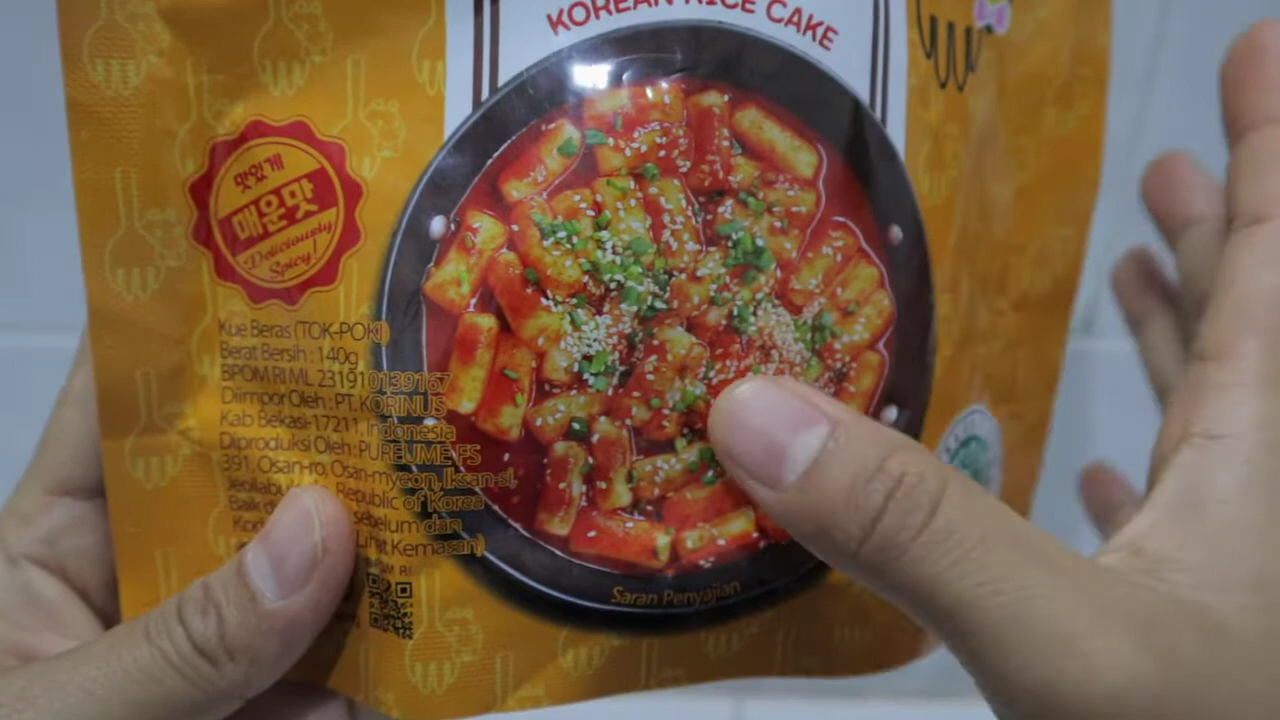 KOREAN RICE CAKE
맛있게
매운맛
Deliciously
Spicy!
Kue Beras (TOK-POKI)
Berat Bersih : 140g
BPOM RI ML 231910139167
Diimpor Oleh : PT. KORINUS
Kab Bekasi-17211, Indonesia
Diproduksi Oleh: PUREUME FS
391, Osan-ro, Osan-myeon, Iksan-si,
Republic of Korea
Baik sebelum dan
(Lihat Kemasan)
Saran Penyajian